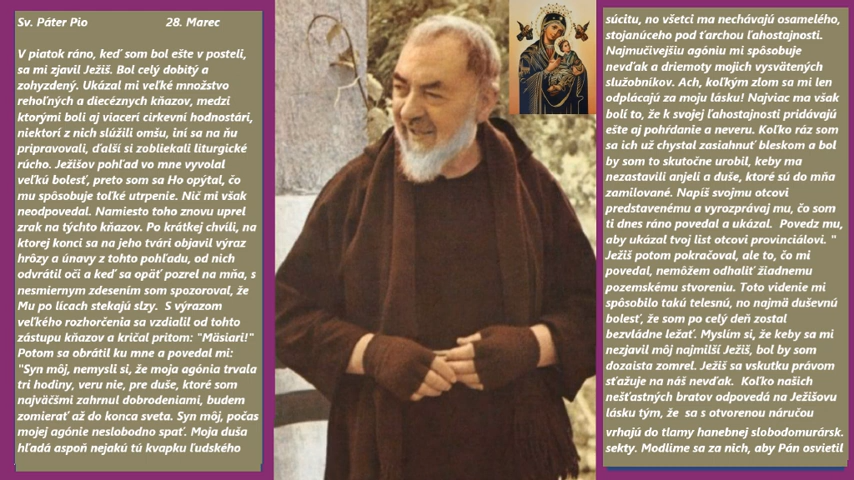 Sv. Páter Pio 28. Marec
V piatok ráno, keď som bol ešte v posteli,
sa mi zjavil Ježiš. Bol celý dobitý a
zohyzdený. Ukázal mi veľké množstvo
rehoľných a diecéznych kňazov, medzi
ktorými boli aj viacerí cirkevní hodnostári,
niektorí z nich slúžili omšu, iní sa na ňu
pripravovali, ďalší si zobliekali liturgické
rúcho. Ježišov pohľad vo mne vyvolal
veľkú bolesť, preto som sa Ho opýtal, čo
mu spôsobuje toľké utrpenie. Nič mi však
neodpovedal. Namiesto toho znovu uprel
zrak na týchto kňazov. Po krátkej chvíli, na
ktorej konci sa na jeho tvári objavil výraz
hrôzy a únavy z tohto pohľadu, od nich
odvrátil oči a keď sa opäť pozrel na mňa, s
nesmiernym zdesením som spozoroval, že
Mu po lícach stekajú slzy. S výrazom
veľkého rozhorčenia sa vzdialil od tohto
zástupu kňazov a kričal pritom: "Mäsiari!"
Potom sa obrátil ku mne a povedal mi:
"Syn môj, nemysli si, že moja agónia trvala
tri hodiny, veru nie, pre duše, ktoré som
najväčšmi zahrnul dobrodeniami, budem
zomierať až do konca sveta. Syn môj, počas
mojej agónie neslobodno spať. Moja duša
hľadá aspoň nejakú tú kvapku ľudského
súcitu, no všetci ma nechávajú osamelého,
stojaceho pod ťarchou ľahostajnosti.
Najmučivejšiu agóniu mi spôsobuje
nevďak a driemoty mojich vysvätených
služobníkov. Ach, koľkým zlom sa mi len
odplácajú za moju lásku! Najviac ma však
bolí to, že k svojej ľahostajnosti pridávajú
ešte aj pohŕdanie a neveru. Koľko ráz som
sa ich už chystal zasiahnuť bleskom a bol
by som to skutočne urobil, keby ma
nezastavili anjeli a duše, ktoré sú do mňa
zamilované. Napíš svojmu otcovi
predstavenému a vyrozprávaj mu, čo som
ti dnes ráno povedal a ukázal. Povedz mu,
aby ukázal tvoj list otcovi provinciálovi. "
Ježiš potom pokračoval, ale to, čo mi
povedal, nemôžem odhaliť žiadnemu
pozemskému stvoreniu. Toto videnie mi
spôsobilo takú telesnú, no najmä duševnú
bolesť, že som po celý deň zostal
bezvládne ležať. Myslím si, že keby sa mi
nezjavil môj najmilší Ježiš, bol by som
dozaista zomrel. Ježiš sa vskutku právom
sťažuje na náš nevďak. Koľko našich
nešťastných bratov odpovedá na Ježišovu
lásku tým, že sa s otvorenou náručou
vrhajú do tlamy hanebnej slobodomurársk.
sekty. Modlime sa za nich, aby Pán osvietil